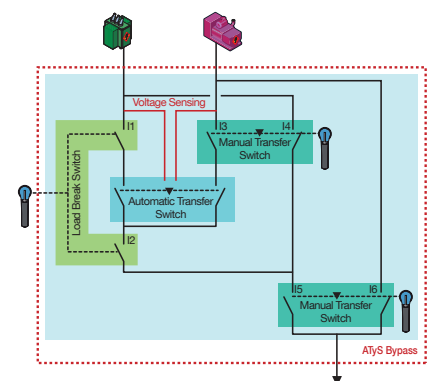 Voltage Sensing
I1
I3
I4
Manual Transfer
Switch
Load Break Switch
Automatic Transfer
Switch
I2
I5
I6
Manual Transfer
Switch
ATyS Bypass